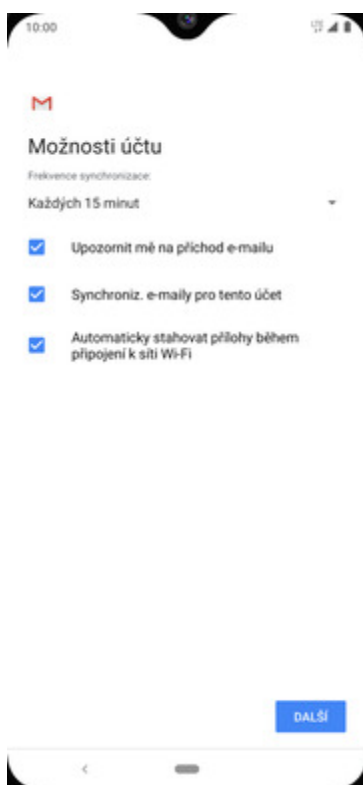 10:00
Možnosti účtu
Frekvence synchronizace:
Každých 15 minut
Upozornit mě na příchod e-mailu
Synchroniz. e-maily pro tento účet
Automaticky stahovat přílohy během
připojení k síti Wi-Fi
DALŠÍ